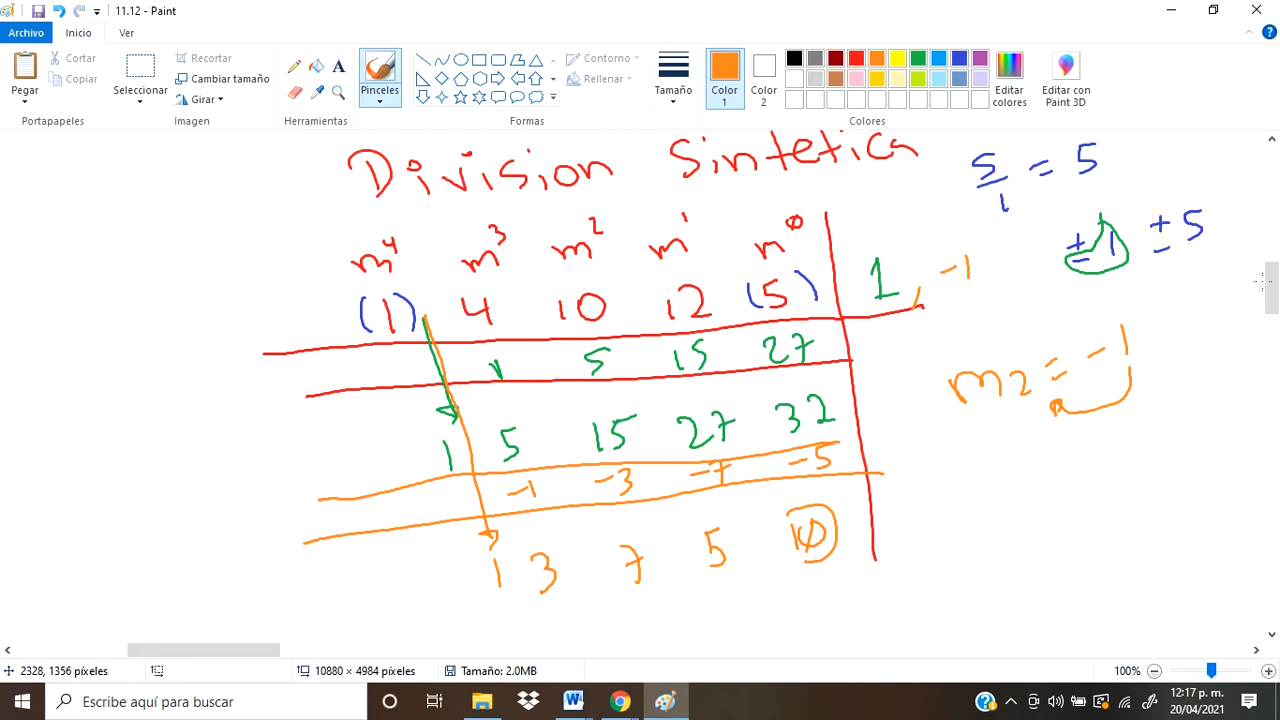 11.12 - Paint
Archivo Inicio Ver
Pegar Cortar Copiar Seleccionar Recortar Cambiar tamaño Girar A Pinceles Contorno Rellenar Tamaño Color 1 Color 2 Editar colores Editar con Paint 3D
Portapapeles Imagen Herramientas Formas Colores
Division Sintetica 5/1 = 5
m⁴ m³ m² m¹ m⁰ ± 1 ± 5
(1) 4 10 12 (5) 1, -1
1 5 15 27
m2 = -1
1 5 15 27 32
-1 -3 -7 -5
1 3 7 5 0
2328, 1356 píxeles 10880 × 4984 píxeles Tamaño: 2.0MB 100%
Escribe aquí para buscar 12:17 p. m.
20/04/2021